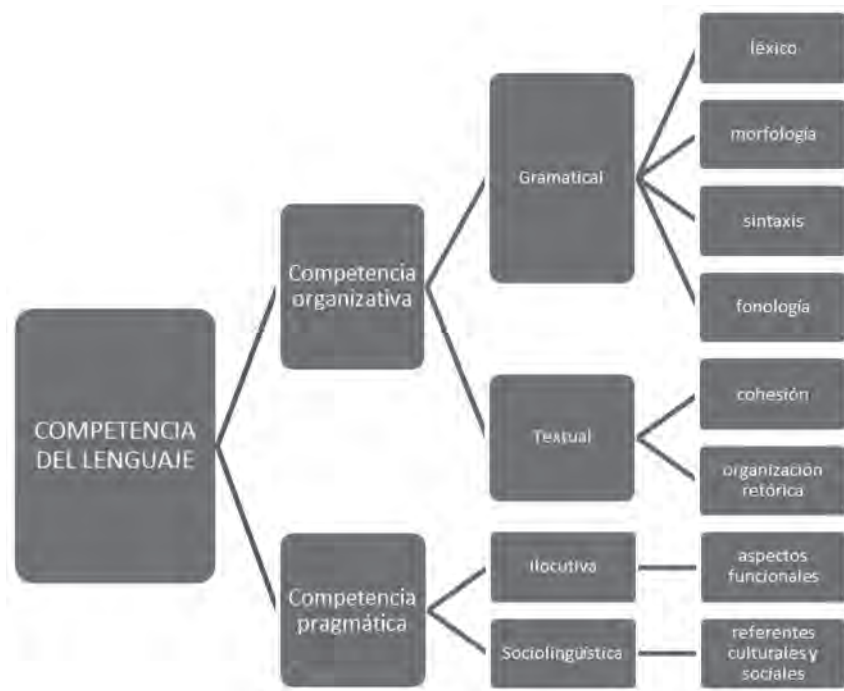 COMPETENCIA
DEL LENGUAJE
Competencia
organizativa
Gramatical
léxico
morfología
sintaxis
fonología
Textual
cohesión
organización
retórica
Competencia
pragmática
Ilocutiva
aspectos
funcionales
Sociolingüística
referentes
culturales y
sociales